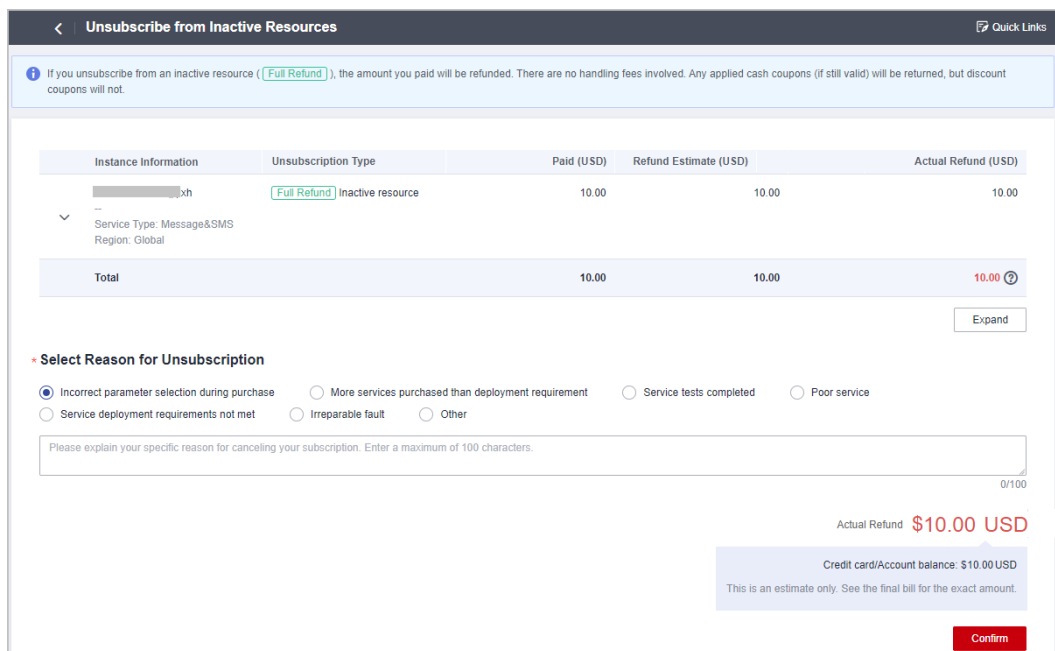 Unsubscribe from Inactive Resources
Quick Links
If you unsubscribe from an inactive resource ( Full Refund ), the amount you paid will be refunded. There are no handling fees involved. Any applied cash coupons (if still valid) will be returned, but discount
coupons will not.
Instance Information Unsubscription Type Paid (USD) Refund Estimate (USD) Actual Refund (USD)
xh Full Refund Inactive resource 10.00 10.00 10.00
--
Service Type: Message&SMS
Region: Global
Total 10.00 10.00 10.00
Expand
* Select Reason for Unsubscription
Incorrect parameter selection during purchase More services purchased than deployment requirement Service tests completed Poor service
Service deployment requirements not met Irreparable fault Other
Please explain your specific reason for canceling your subscription. Enter a maximum of 100 characters.
0/100
Actual Refund $10.00 USD
Credit card/Account balance: $10.00 USD
This is an estimate only. See the final bill for the exact amount.
Confirm